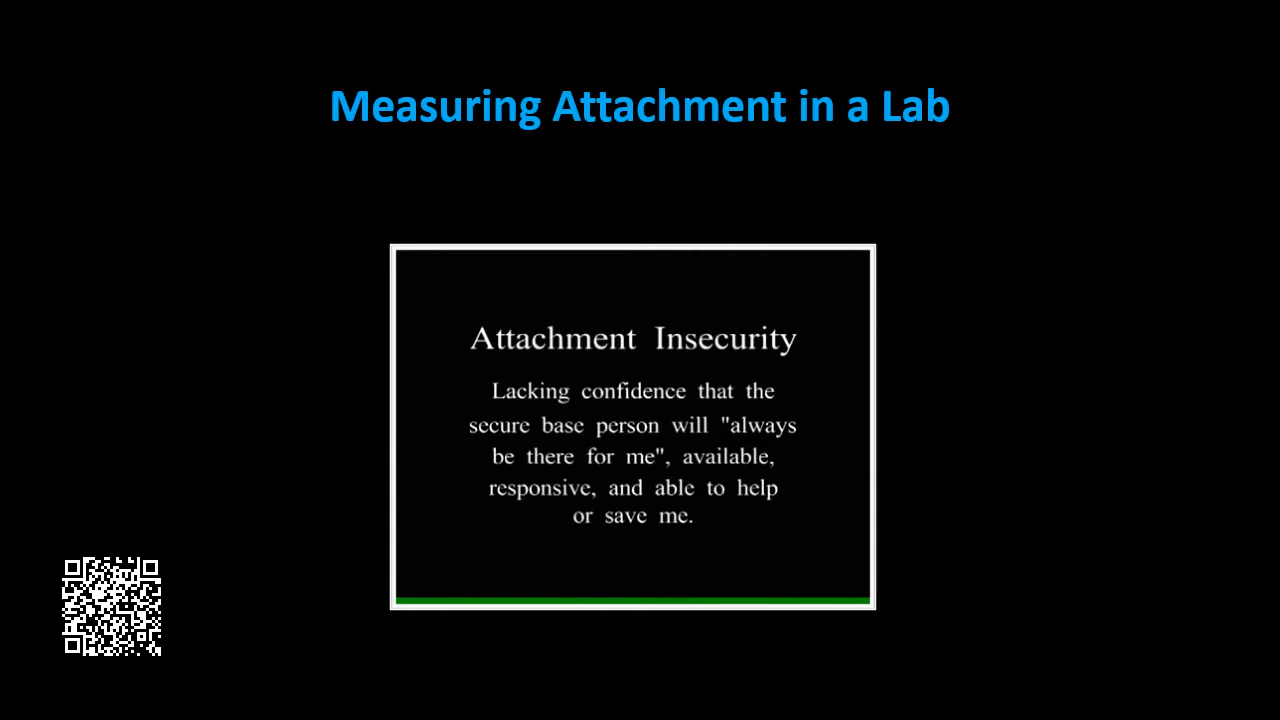 Measuring Attachment in a Lab
Attachment Insecurity
Lacking confidence that the
secure base person will "always
be there for me", available,
responsive, and able to help
or save me.